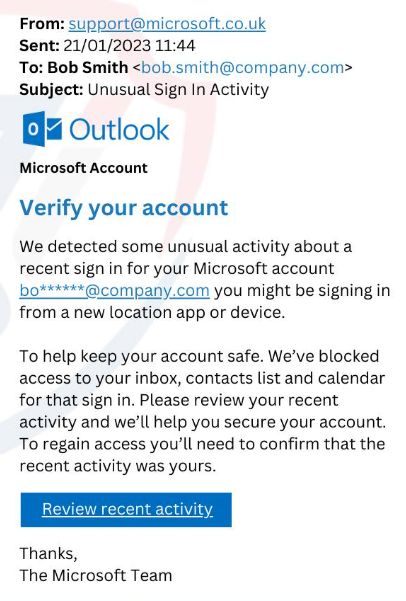 From: support@microsoft.co.uk
Sent: 21/01/2023 11:44
To: Bob Smith <bob.smith@company.com>
Subject: Unusual Sign In Activity
Outlook
Microsoft Account
Verify your account
We detected some unusual activity about a
recent sign in for your Microsoft account
bo******@company.com you might be signing in
from a new location app or device.
To help keep your account safe. We’ve blocked
access to your inbox, contacts list and calendar
for that sign in. Please review your recent
activity and we’ll help you secure your account.
To regain access you’ll need to confirm that the
recent activity was yours.
Review recent activity
Thanks,
The Microsoft Team